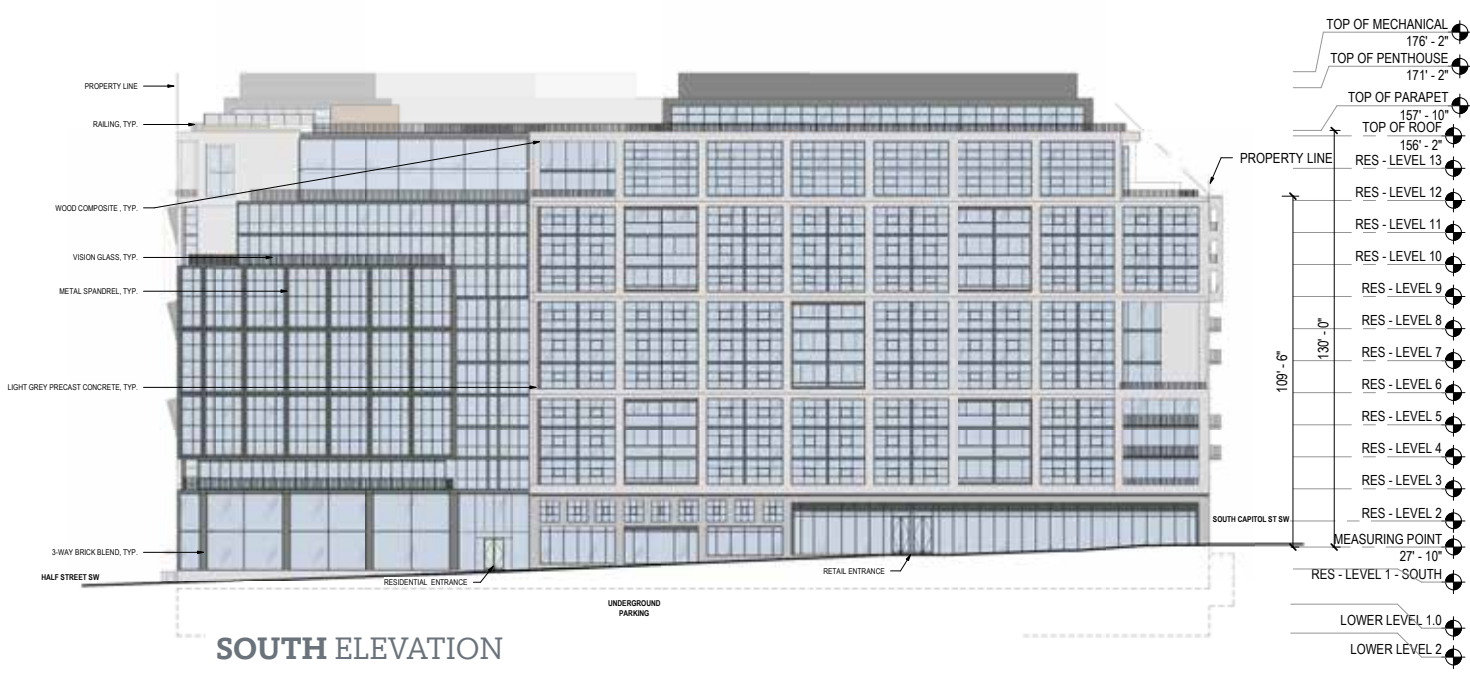 TOP OF MECHANICAL
176' - 2"
TOP OF PENTHOUSE
171' - 2"
TOP OF PARAPET
157' - 10"
TOP OF ROOF
156' - 2"
RES - LEVEL 13
RES - LEVEL 12
RES - LEVEL 11
RES - LEVEL 10
RES - LEVEL 9
RES - LEVEL 8
RES - LEVEL 7
RES - LEVEL 6
RES - LEVEL 5
RES - LEVEL 4
RES - LEVEL 3
RES - LEVEL 2
MEASURING POINT
27' - 10"
RES - LEVEL 1 - SOUTH
LOWER LEVEL 1.0
LOWER LEVEL 2
PROPERTY LINE
130' - 0"
109' - 6"
SOUTH CAPITOL ST SW
PROPERTY LINE
RAILING, TYP.
WOOD COMPOSITE , TYP.
VISION GLASS, TYP.
METAL SPANDREL, TYP.
LIGHT GREY PRECAST CONCRETE, TYP.
3-WAY BRICK BLEND, TYP.
HALF STREET SW
RESIDENTIAL ENTRANCE
RETAIL ENTRANCE
UNDERGROUND
PARKING
SOUTH ELEVATION